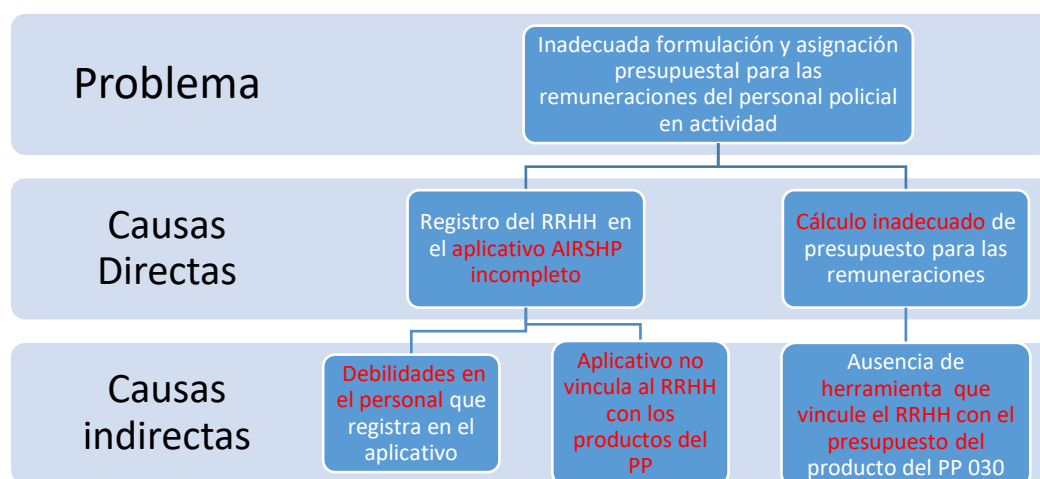 Problema
Inadecuada formulación y asignación
presupuestal para las
remuneraciones del personal policial
en actividad
Causas
Directas
Registro del RRHH en
el aplicativo AIRSHP
incompleto
Cálculo inadecuado de
presupuesto para las
remuneraciones
Causas
indirectas
Debilidades en
el personal que
registra en el
aplicativo
Aplicativo no
vincula al RRHH
con los
productos del
PP
Ausencia de
herramienta que
vincule el RRHH con el
presupuesto del
producto del PP 030